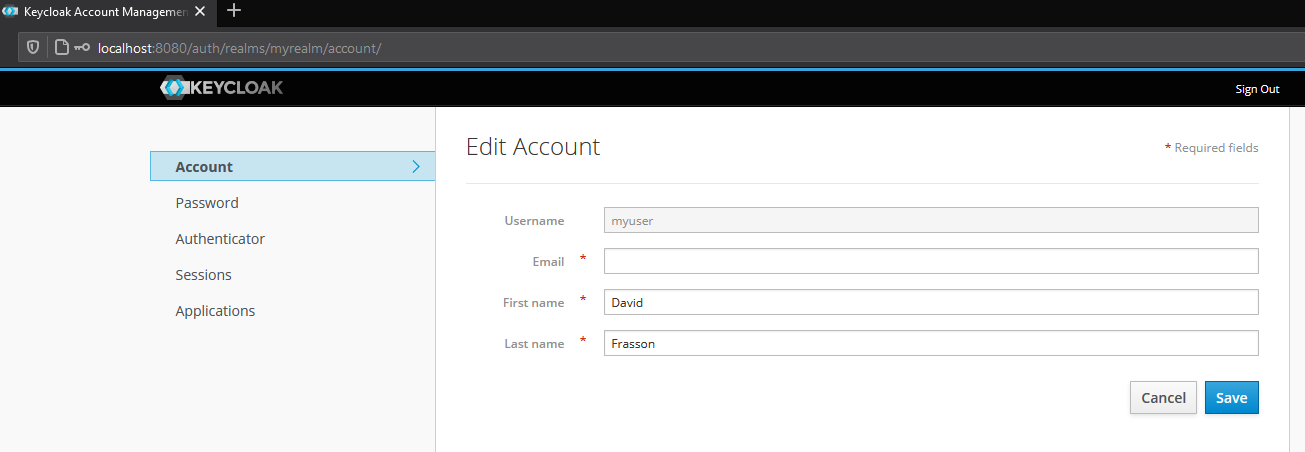 Keycloak Account Managemen
localhost:8080/auth/realms/myrealm/account/
KEYCLOAK
Sign Out
Account
Password
Authenticator
Sessions
Applications
Edit Account
* Required fields
Username myuser
Email *
First name * David
Last name * Frasson
Cancel Save